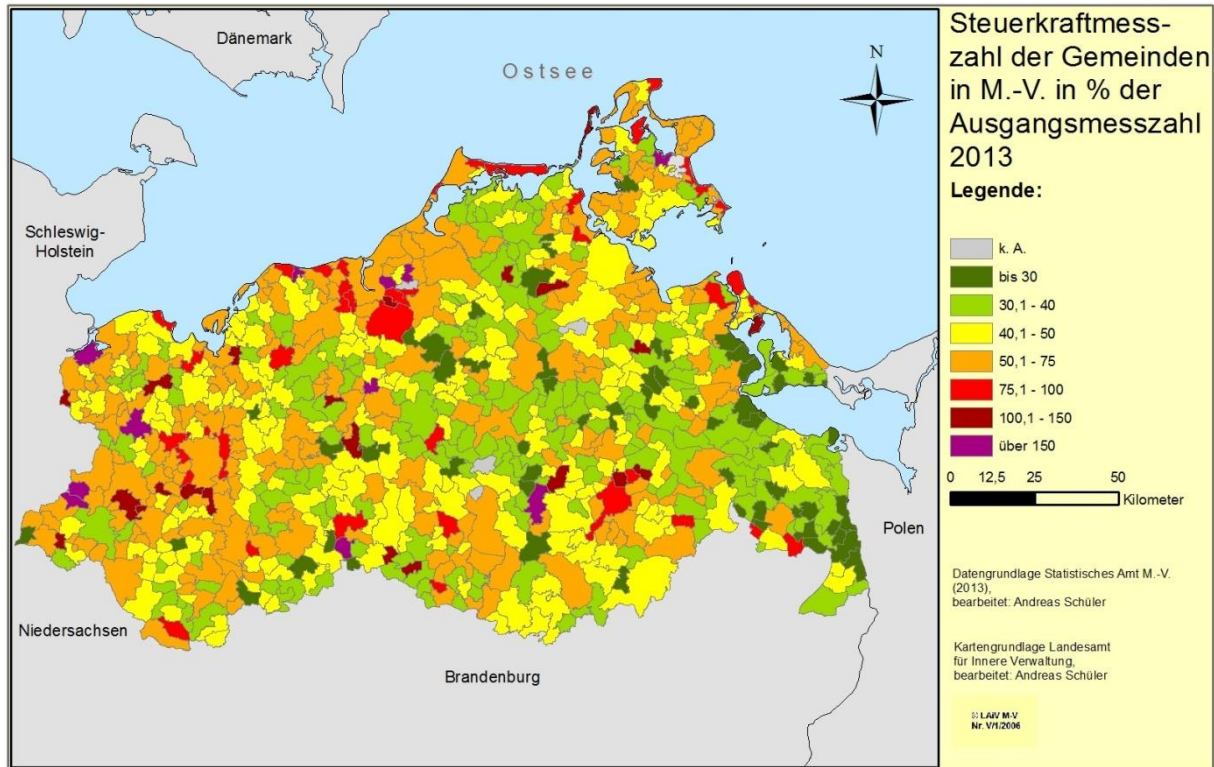 Steuerkraftmess-
zahl der Gemeinden
in M.-V. in % der
Ausgangsmesszahl
2013
Legende:
k. A.
bis 30
30,1 - 40
40,1 - 50
50,1 - 75
75,1 - 100
100,1 - 150
über 150
0 12,5 25 50
Kilometer
Datengrundlage Statistisches Amt M.-V.
(2013),
bearbeitet: Andreas Schüler
Kartengrundlage Landesamt
für Innere Verwaltung,
bearbeitet: Andreas Schüler
© LAiV M-V
Nr. V/1/2006
Dänemark
Ostsee
N
Schleswig-
Holstein
Polen
Niedersachsen
Brandenburg